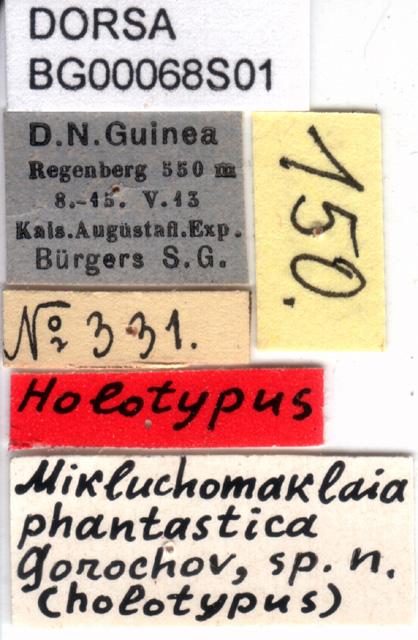 DORSA
BG00068S01
D.N.Guinea
Regenberg 550 m
8.-15. V.13
Kais.Augustafl.Exp.
Bürgers S.G.
150.
No 331.
Holotypus
Mikluchomaklaia
phantastica
gorochov, sp. n.
(holotypus)